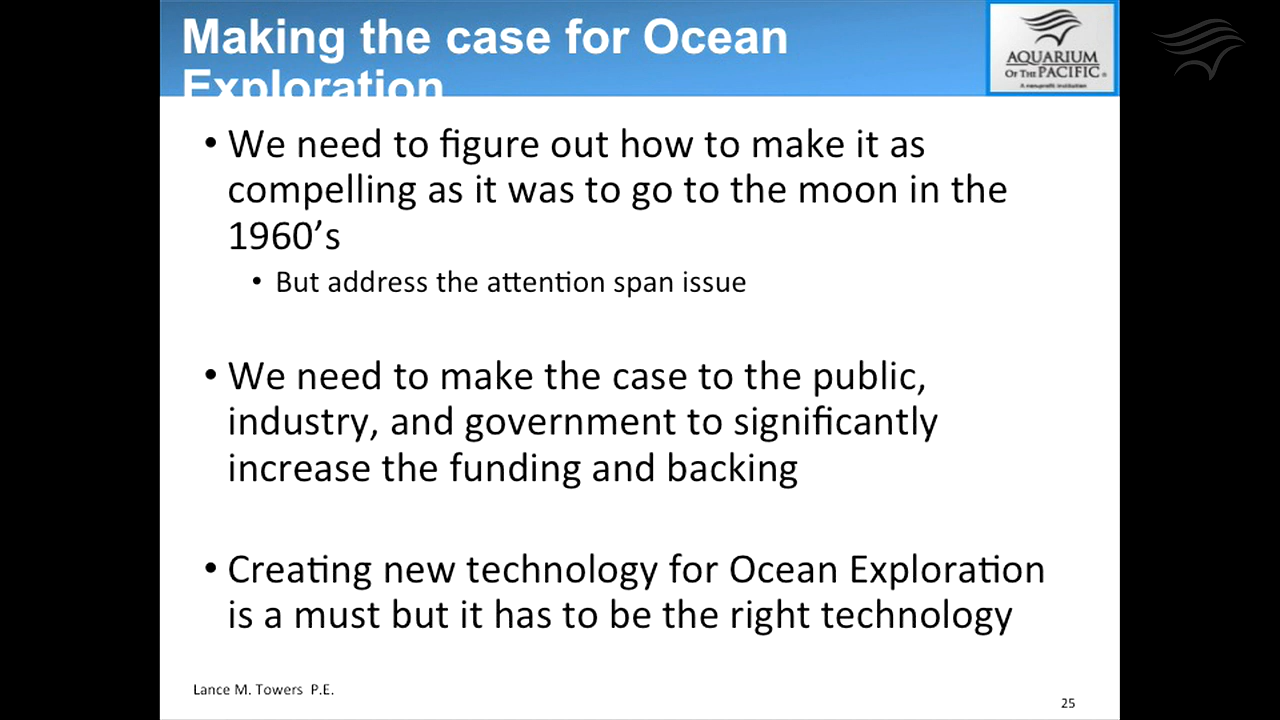 Making the case for Ocean
Exploration
AQUARIUM
OF THE PACIFIC
A nonprofit institution
• We need to figure out how to make it as
compelling as it was to go to the moon in the
1960’s
• But address the attention span issue
• We need to make the case to the public,
industry, and government to significantly
increase the funding and backing
• Creating new technology for Ocean Exploration
is a must but it has to be the right technology
Lance M. Towers P.E.
25